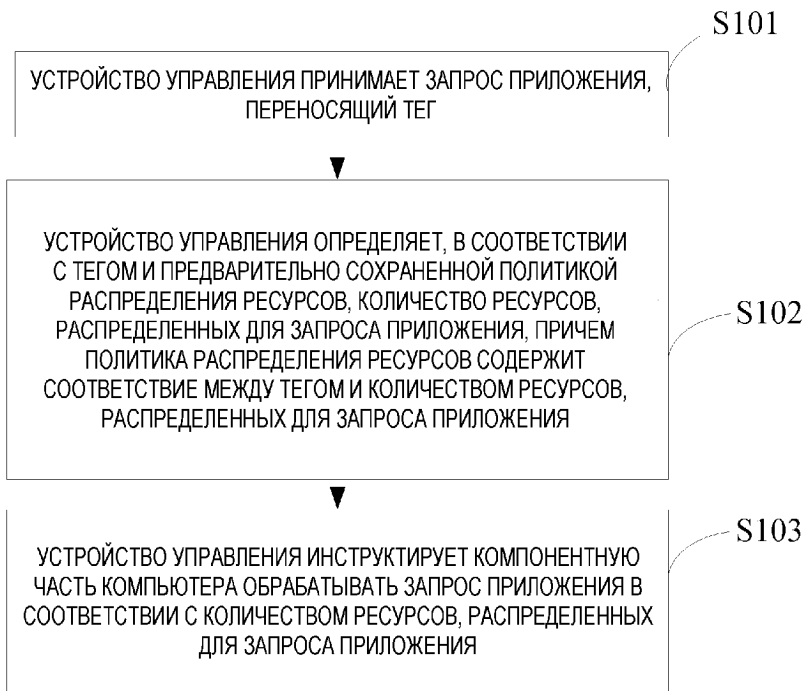 S101
УСТРОЙСТВО УПРАВЛЕНИЯ ПРИНИМАЕТ ЗАПРОС ПРИЛОЖЕНИЯ,
ПЕРЕНОСЯЩИЙ ТЕГ
УСТРОЙСТВО УПРАВЛЕНИЯ ОПРЕДЕЛЯЕТ, В СООТВЕТСТВИИ
С ТЕГОМ И ПРЕДВАРИТЕЛЬНО СОХРАНЕННОЙ ПОЛИТИКОЙ
РАСПРЕДЕЛЕНИЯ РЕСУРСОВ, КОЛИЧЕСТВО РЕСУРСОВ,
РАСПРЕДЕЛЕННЫХ ДЛЯ ЗАПРОСА ПРИЛОЖЕНИЯ, ПРИЧЕМ
ПОЛИТИКА РАСПРЕДЕЛЕНИЯ РЕСУРСОВ СОДЕРЖИТ
СООТВЕТСТВИЕ МЕЖДУ ТЕГОМ И КОЛИЧЕСТВОМ РЕСУРСОВ,
РАСПРЕДЕЛЕННЫХ ДЛЯ ЗАПРОСА ПРИЛОЖЕНИЯ
S102
УСТРОЙСТВО УПРАВЛЕНИЯ ИНСТРУКТИРУЕТ КОМПОНЕНТНУЮ
ЧАСТЬ КОМПЬЮТЕРА ОБРАБАТЫВАТЬ ЗАПРОС ПРИЛОЖЕНИЯ В
СООТВЕТСТВИИ С КОЛИЧЕСТВОМ РЕСУРСОВ, РАСПРЕДЕЛЕННЫХ
ДЛЯ ЗАПРОСА ПРИЛОЖЕНИЯ
S103